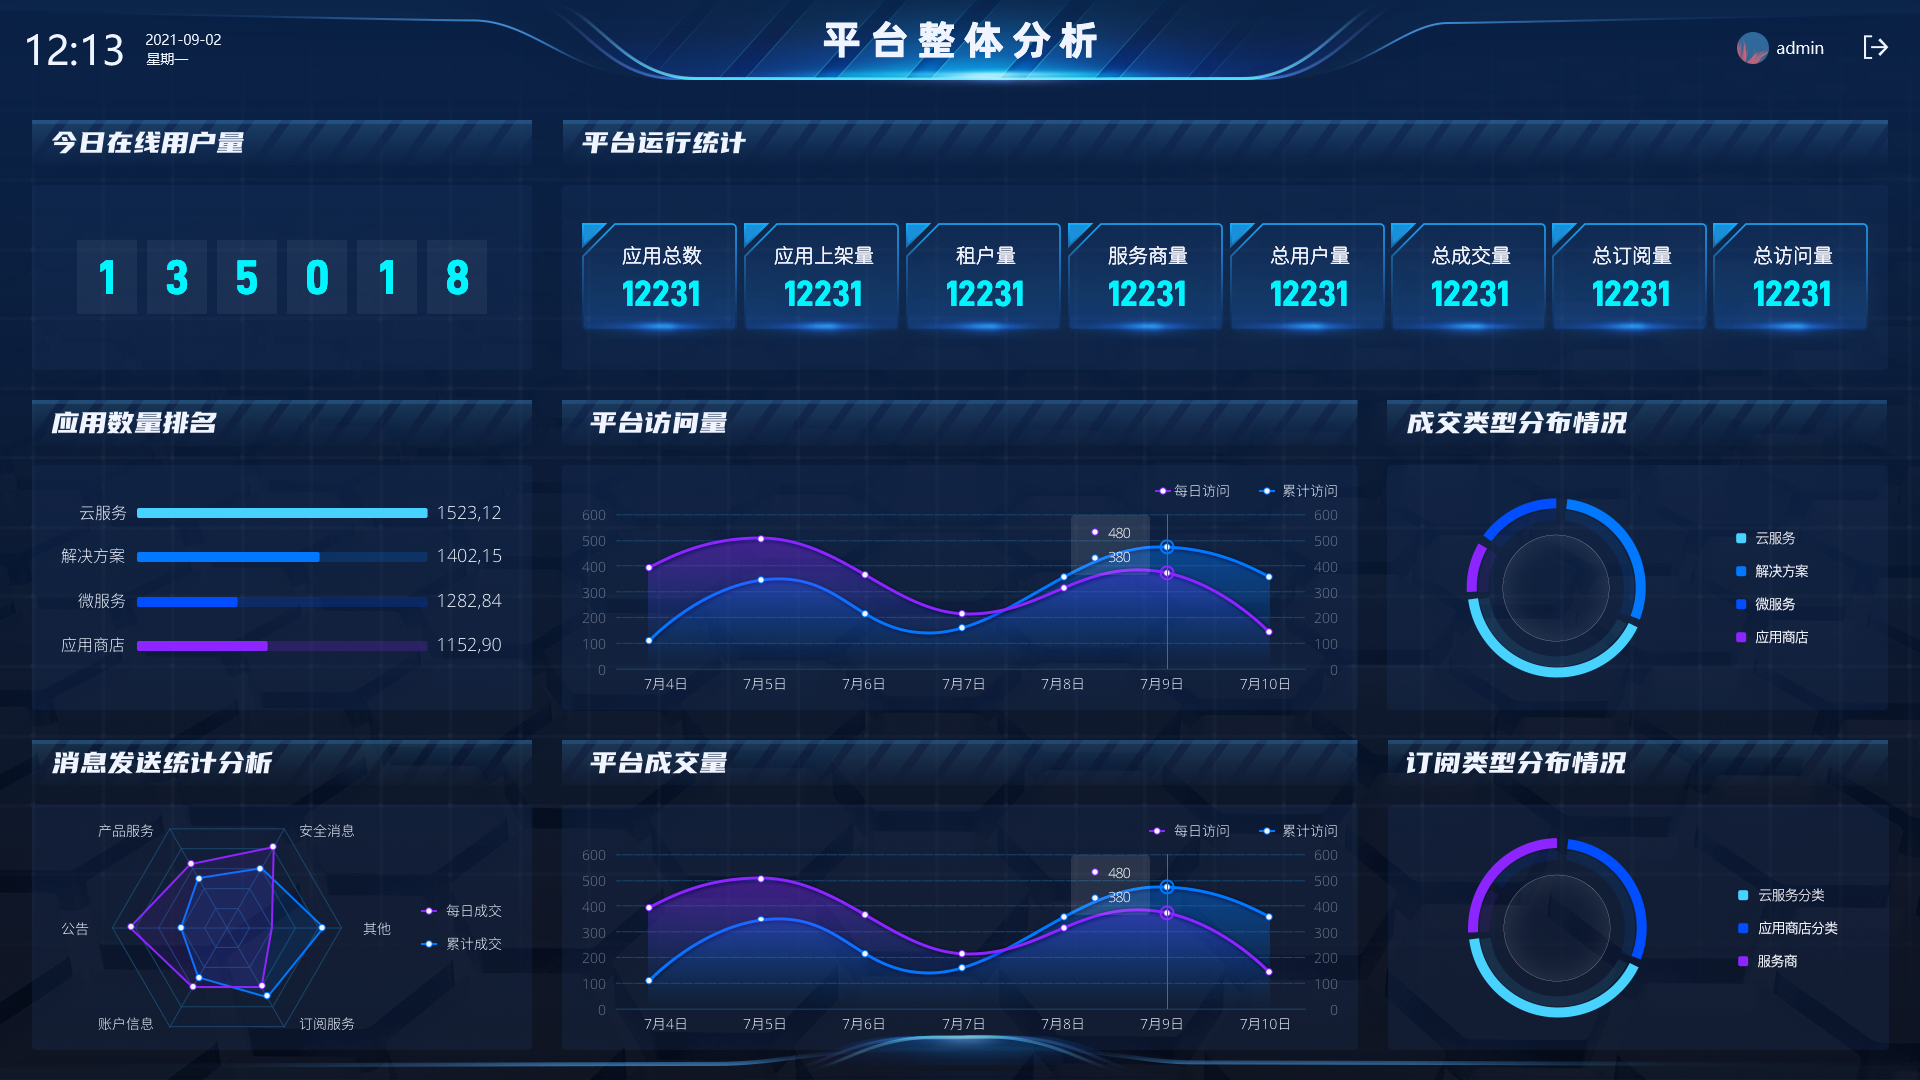 12:13
2021-09-02
星期一
平台整体分析
admin
今日在线用户量
1 3 5 0 1 8
平台运行统计
应用总数
12231
应用上架量
12231
租户量
12231
服务商量
12231
总用户量
12231
总成交量
12231
总订阅量
12231
总访问量
12231
应用数量排名
云服务 1523,12
解决方案 1402,15
微服务 1282,84
应用商店 1152,90
平台访问量
每日访问 累计访问
600 600
500 500
400 400
300 300
200 200
100 100
0 0
480
380
7月4日 7月5日 7月6日 7月7日 7月8日 7月9日 7月10日
成交类型分布情况
云服务
解决方案
微服务
应用商店
消息发送统计分析
产品服务 安全消息
公告 其他
账户信息 订阅服务
每日成交
累计成交
平台成交量
每日访问 累计访问
600 600
500 500
400 400
300 300
200 200
100 100
0 0
480
380
7月4日 7月5日 7月6日 7月7日 7月8日 7月9日 7月10日
订阅类型分布情况
云服务分类
应用商店分类
服务商